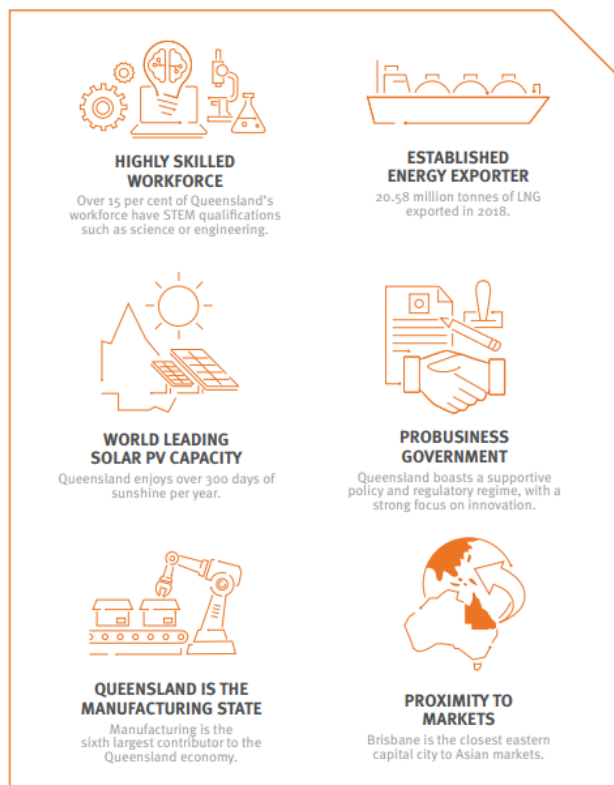 HIGHLY SKILLED
WORKFORCE
Over 15 per cent of Queensland's
workforce have STEM qualifications
such as science or engineering.
ESTABLISHED
ENERGY EXPORTER
20.58 million tonnes of LNG
exported in 2018.
WORLD LEADING
SOLAR PV CAPACITY
Queensland enjoys over 300 days of
sunshine per year.
PROBUSINESS
GOVERNMENT
Queensland boasts a supportive
policy and regulatory regime, with a
strong focus on innovation.
QUEENSLAND IS THE
MANUFACTURING STATE
Manufacturing is the
sixth largest contributor to the
Queensland economy.
PROXIMITY TO
MARKETS
Brisbane is the closest eastern
capital city to Asian markets.